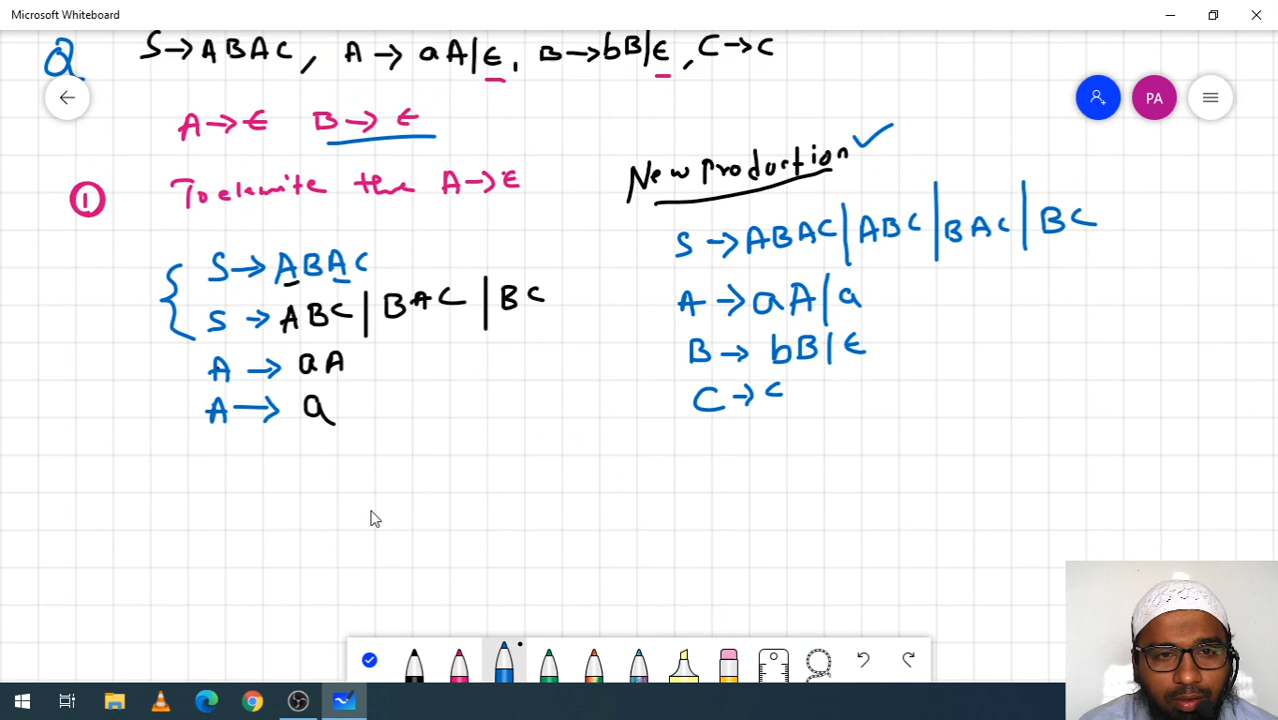 Microsoft Whiteboard
Q S→ABAC, A→aA|ϵ, B→bB|ϵ, C→c
A→ϵ B→ϵ
① To elamite the A→ϵ
New production ✓
S→ABAC
S→ABC|BAC|BC
A→aA
A→a
S→ABAC|ABC|BAC|BC
A→aA|a
B→bB|ϵ
C→c
PA